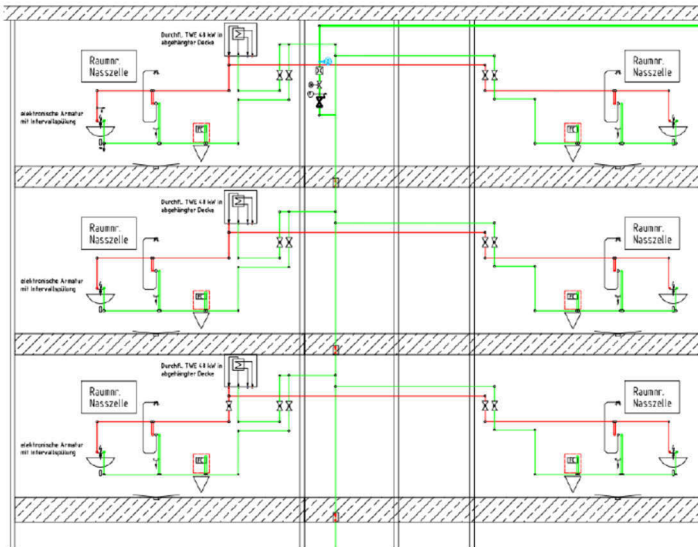 Durchfl. TWE 48 kW in
abgehängter Decke
Raumnr.
Nasszelle
Raumnr.
Nasszelle
elektronische Armatur
mit Intervallspülung
Durchfl. TWE 48 kW in
abgehängter Decke
Raumnr.
Nasszelle
Raumnr.
Nasszelle
elektronische Armatur
mit Intervallspülung
Durchfl. TWE 48 kW in
abgehängter Decke
Raumnr.
Nasszelle
Raumnr.
Nasszelle
elektronische Armatur
mit Intervallspülung